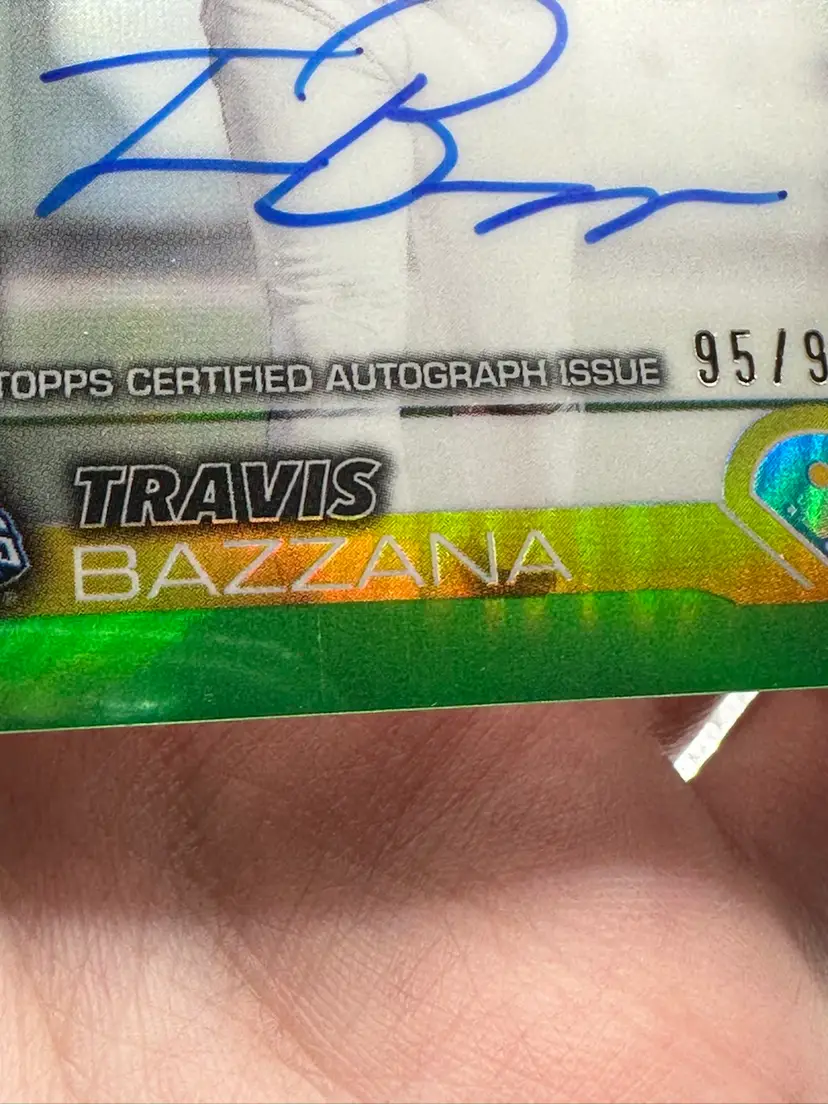 T. B
TOPPS CERTIFIED AUTOGRAPH ISSUE 95/9
TRAVIS
BAZZANA